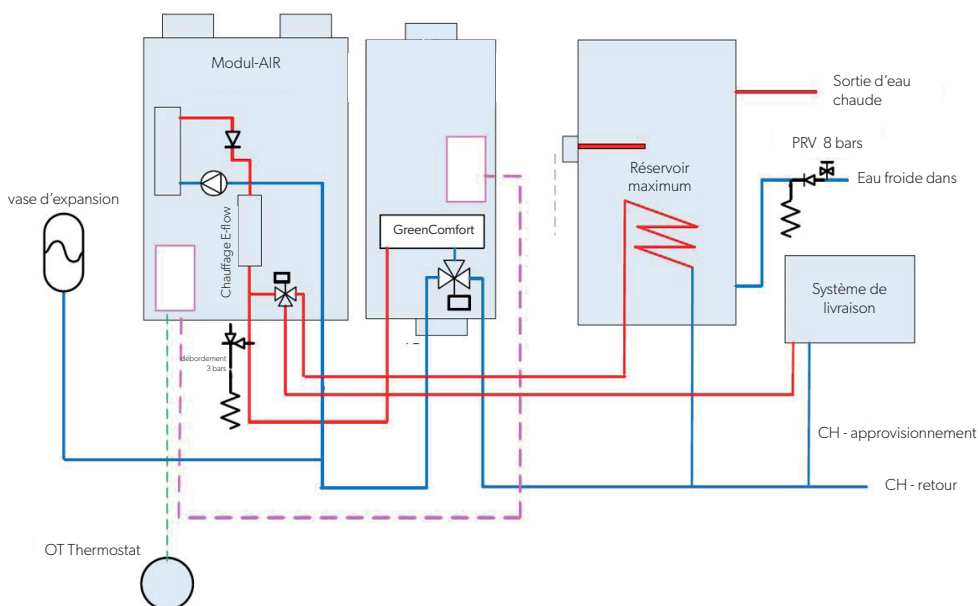 Modul-AIR
Sortie d'eau
chaude
PRV 8 bars
Réservoir
maximum
Eau froide dans
vase d'expansion
Chauffage E-flow
GreenComfort
Système de
livraison
débordement
3 bars
CH - approvisionnement
CH - retour
OT Thermostat